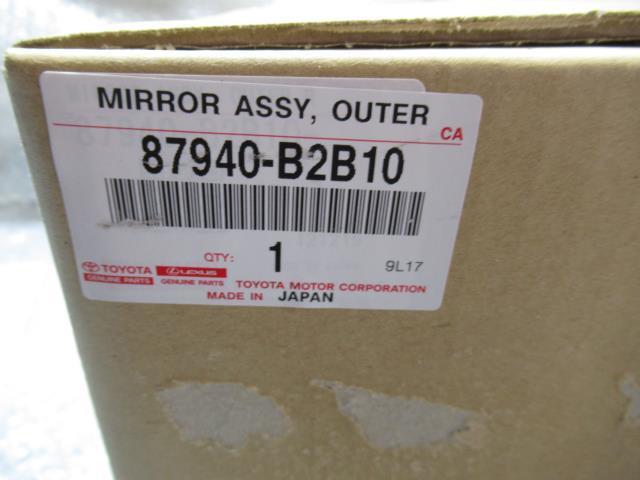 MIRROR ASSY, OUTER
CA
87940-B2B10
QTY: 1
9L17
TOYOTA LEXUS
GENUINE PARTS GENUINE PARTS TOYOTA MOTOR CORPORATION
MADE IN JAPAN